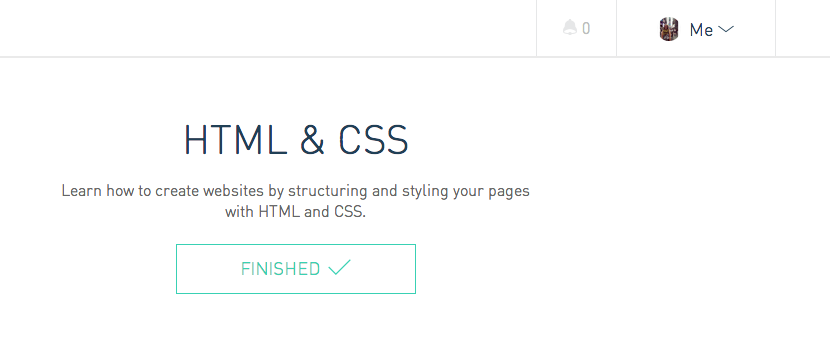 0
Me
HTML & CSS
Learn how to create websites by structuring and styling your pages
with HTML and CSS.
FINISHED